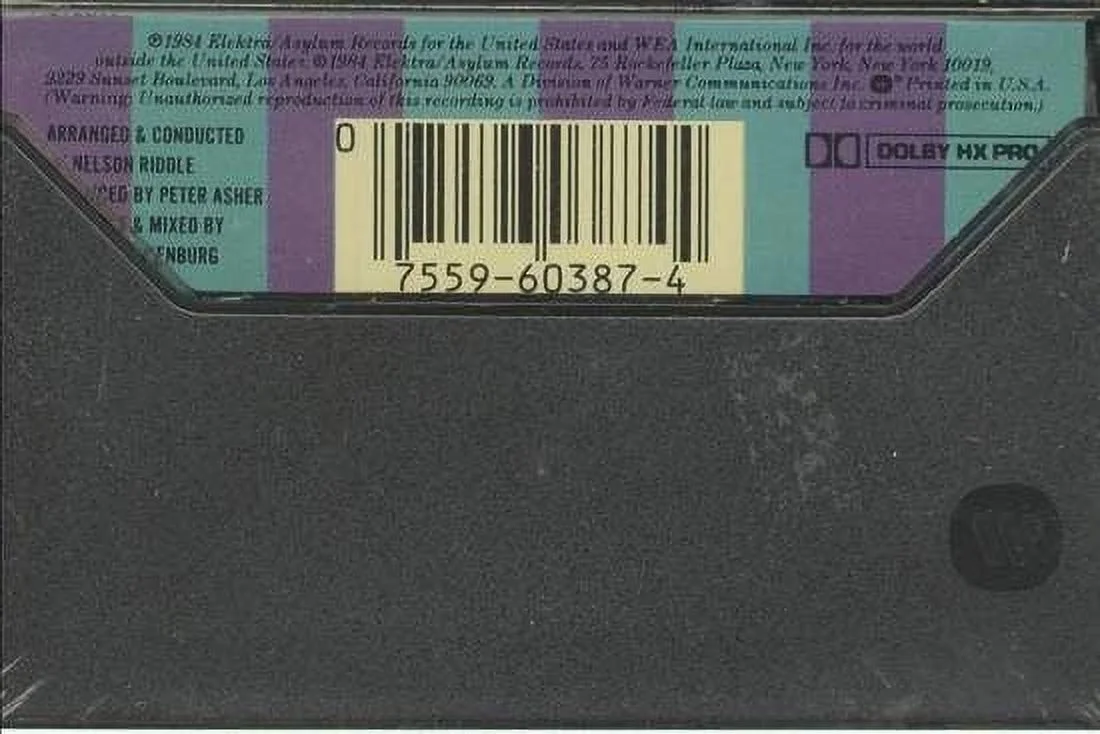 ℗1984 Elektra/Asylum Records for the United States and WEA International Inc. for the world
outside the United States. ©1984 Elektra/Asylum Records, 75 Rockefeller Plaza, New York, New York 10019,
9229 Sunset Boulevard, Los Angeles, California 90069. A Division of Warner Communications Inc. ® Printed in U.S.A.
(Warning: Unauthorized reproduction of this recording is prohibited by Federal law and subject to criminal prosecution.)
ARRANGED & CONDUCTED
NELSON RIDDLE
CED BY PETER ASHER
& MIXED BY
ENBURG
0
7559-60387-4
DOLBY HX PRO